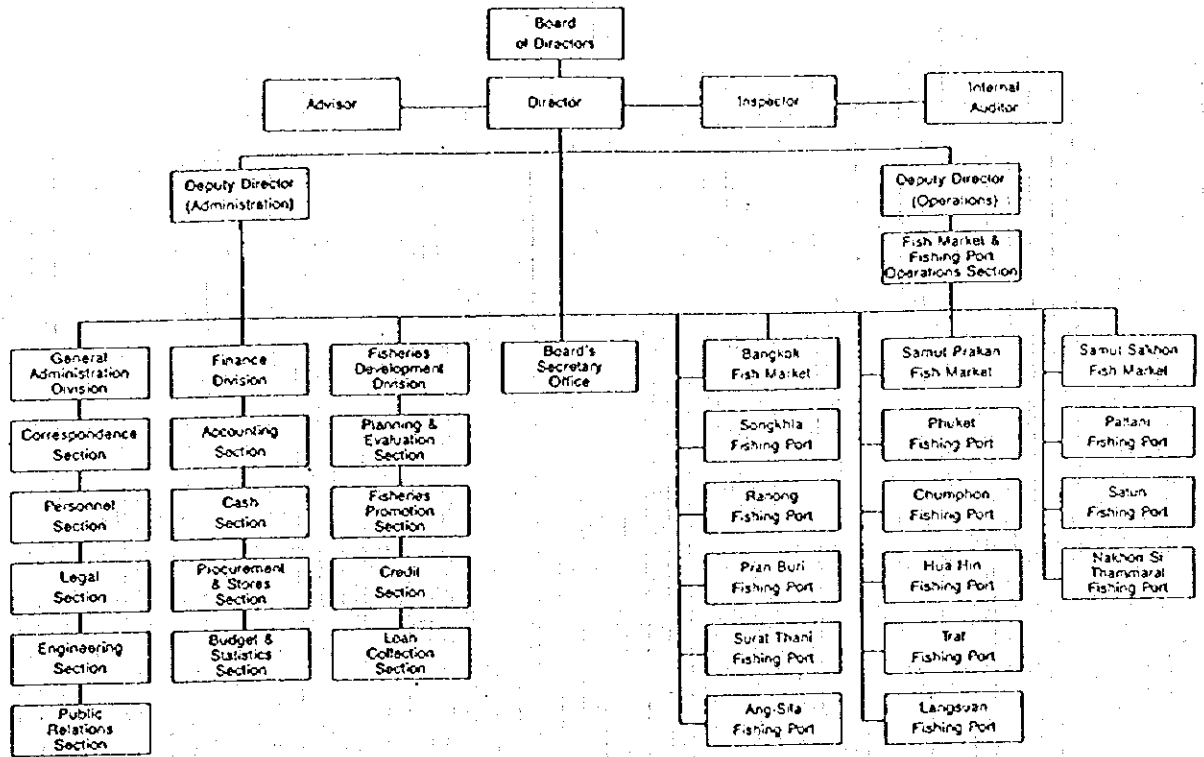 Board
of Directors
Advisor
Director
Inspector
Internal
Auditor
Deputy Director
(Administration)
Deputy Director
(Operations)
Fish Market &
Fishing Port
Operations Section
General
Administration
Division
Finance
Division
Fisheries
Development
Division
Board's
Secretary
Office
Bangkok
Fish Market
Samut Prakan
Fish Market
Samut Sakhon
Fish Market
Correspondence
Section
Accounting
Section
Planning &
Evaluation
Section
Songkhla
Fishing Port
Phuket
Fishing Port
Pattani
Fishing Port
Personnel
Section
Cash
Section
Fisheries
Promotion
Section
Ranong
Fishing Port
Chumphon
Fishing Port
Satun
Fishing Port
Legal
Section
Procurement
& Stores
Section
Credit
Section
Pran Buri
Fishing Port
Hua Hin
Fishing Port
Nakhon Si
Thammarat
Fishing Port
Engineering
Section
Budget &
Statistics
Section
Loan
Collection
Section
Surat Thani
Fishing Port
Trat
Fishing Port
Public
Relations
Section
Ang-Sila
Fishing Port
Langsuan
Fishing Port